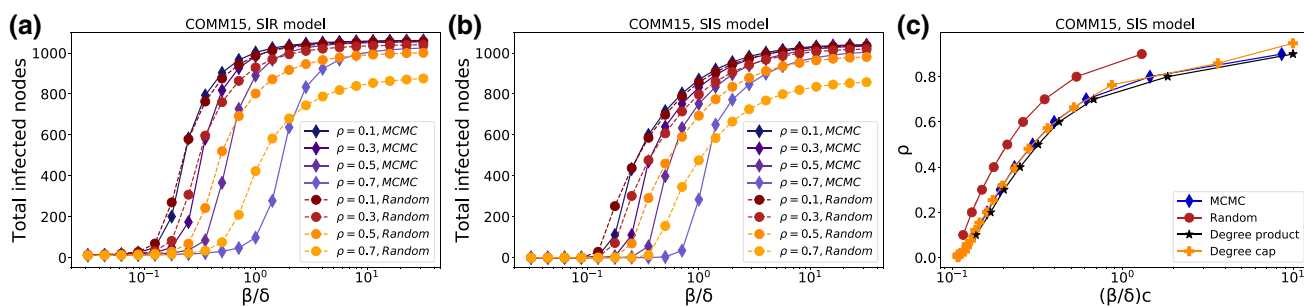 (a)
COMM15, SIR model
Total infected nodes
1000
800
600
400
200
0
ρ = 0.1, MCMC
ρ = 0.3, MCMC
ρ = 0.5, MCMC
ρ = 0.7, MCMC
ρ = 0.1, Random
ρ = 0.3, Random
ρ = 0.5, Random
ρ = 0.7, Random
10⁻¹ 10⁰ 10¹
β/δ
(b)
COMM15, SIS model
Total infected nodes
1000
800
600
400
200
0
ρ = 0.1, MCMC
ρ = 0.3, MCMC
ρ = 0.5, MCMC
ρ = 0.7, MCMC
ρ = 0.1, Random
ρ = 0.3, Random
ρ = 0.5, Random
ρ = 0.7, Random
10⁻¹ 10⁰ 10¹
β/δ
(c)
COMM15, SIS model
ρ
0.8
0.6
0.4
0.2
0.0
MCMC
Random
Degree product
Degree cap
10⁻¹ 10⁰ 10¹
(β/δ)c